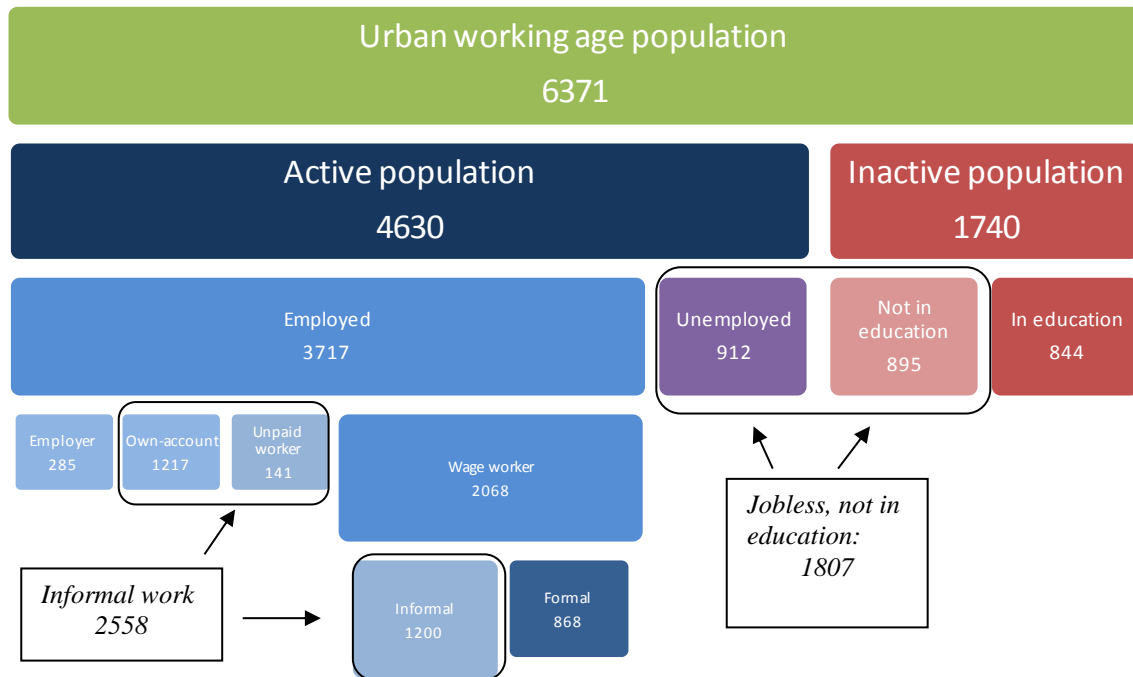 Urban working age population
6371
Active population
4630
Inactive population
1740
Employed
3717
Unemployed
912
Not in
education
895
In education
844
Employer
285
Own-account
1217
Unpaid
worker
141
Wage worker
2068
Jobless, not in
education:
1807
Informal work
2558
Informal
1200
Formal
868